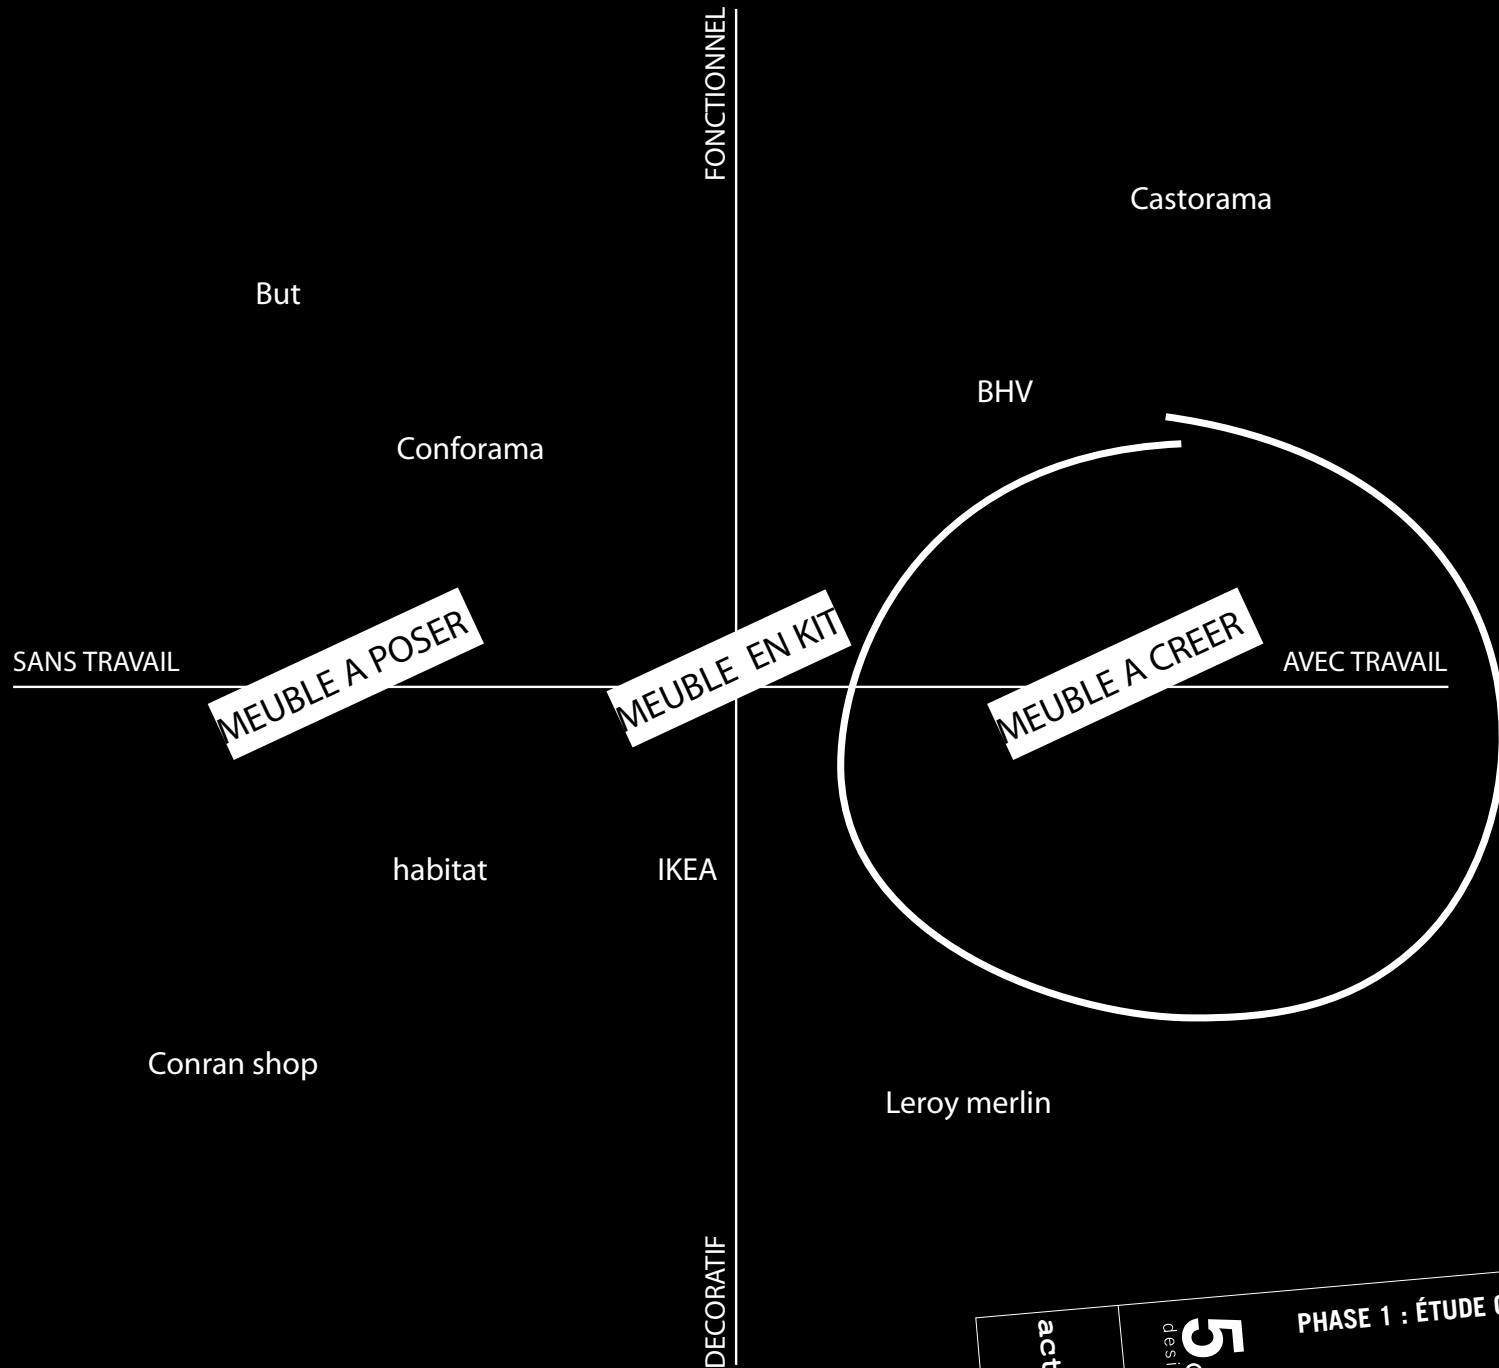 FONCTIONNEL
Castorama
But
BHV
Conforama
SANS TRAVAIL
MEUBLE A POSER
MEUBLE  EN KIT
MEUBLE A CREER
AVEC TRAVAIL
habitat
IKEA
Conran shop
Leroy merlin
DECORATIF
PHASE 1 : ÉTUDE
5